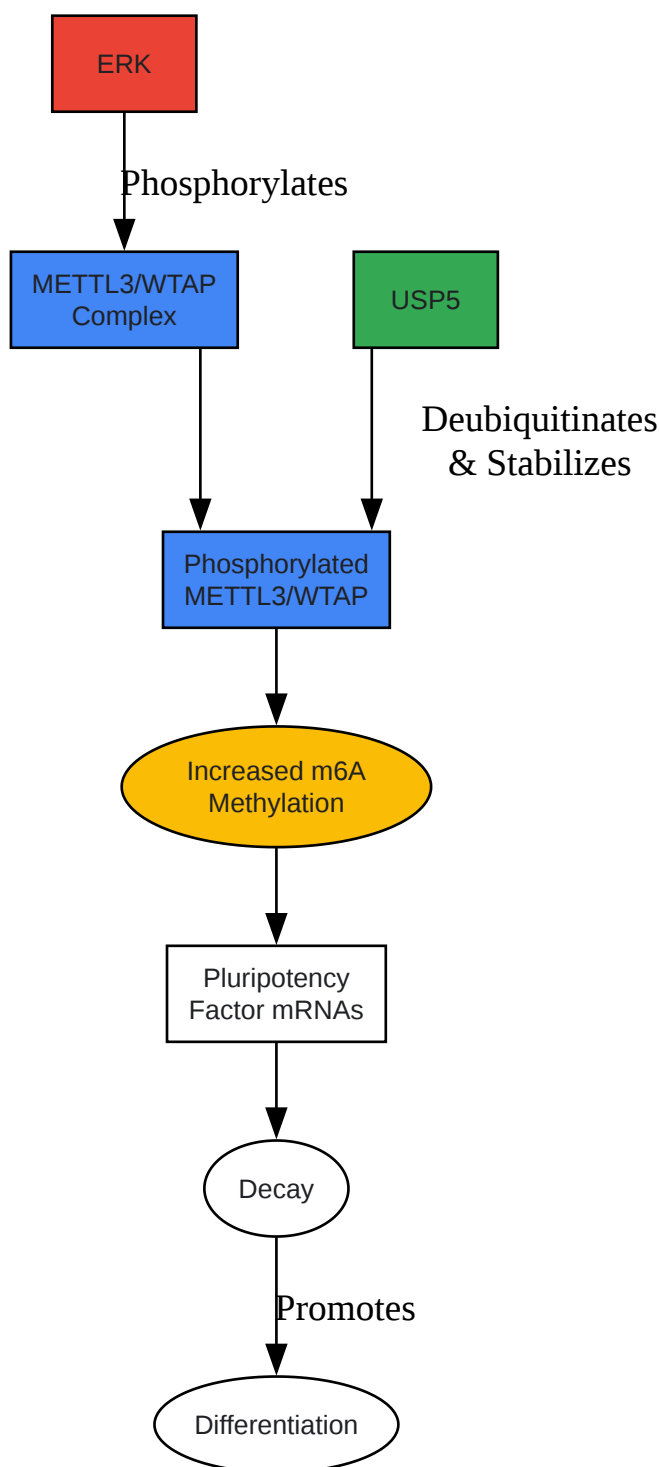 ERK
Phosphorylates
METTL3/WTAP
Complex
USP5
Deubiquitinates
& Stabilizes
Phosphorylated
METTL3/WTAP
Increased m6A
Methylation
Pluripotency
Factor mRNAs
Decay
Promotes
Differentiation